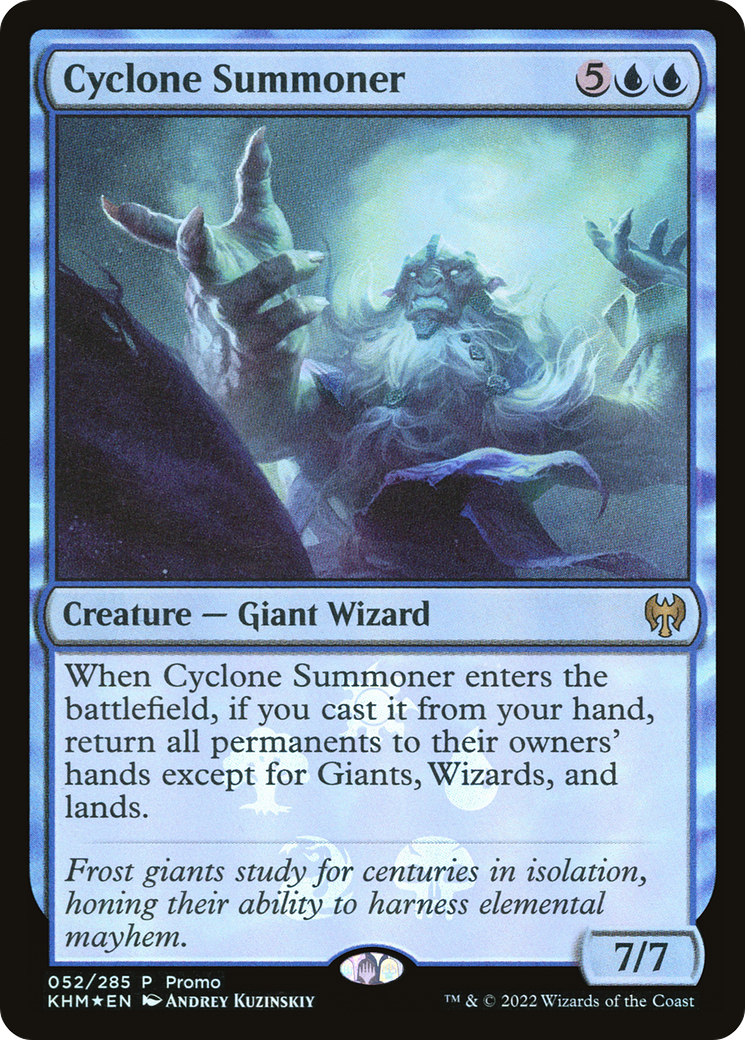 Cyclone Summoner 5
Creature — Giant Wizard
When Cyclone Summoner enters the
battlefield, if you cast it from your hand,
return all permanents to their owners’
hands except for Giants, Wizards, and
lands.
Frost giants study for centuries in isolation,
honing their ability to harness elemental
mayhem.
7/7
052/285 P Promo
KHM★EN Andrey Kuzinskiy
™ & © 2022 Wizards of the Coast